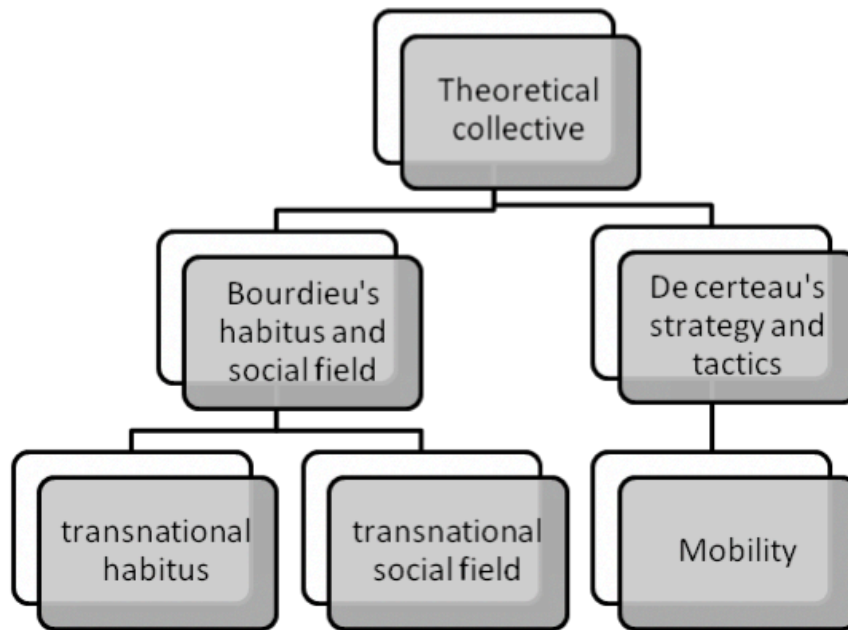 Theoretical
collective
Bourdieu's
habitus and
social field
De certeau's
strategy and
tactics
transnational
habitus
transnational
social field
Mobility